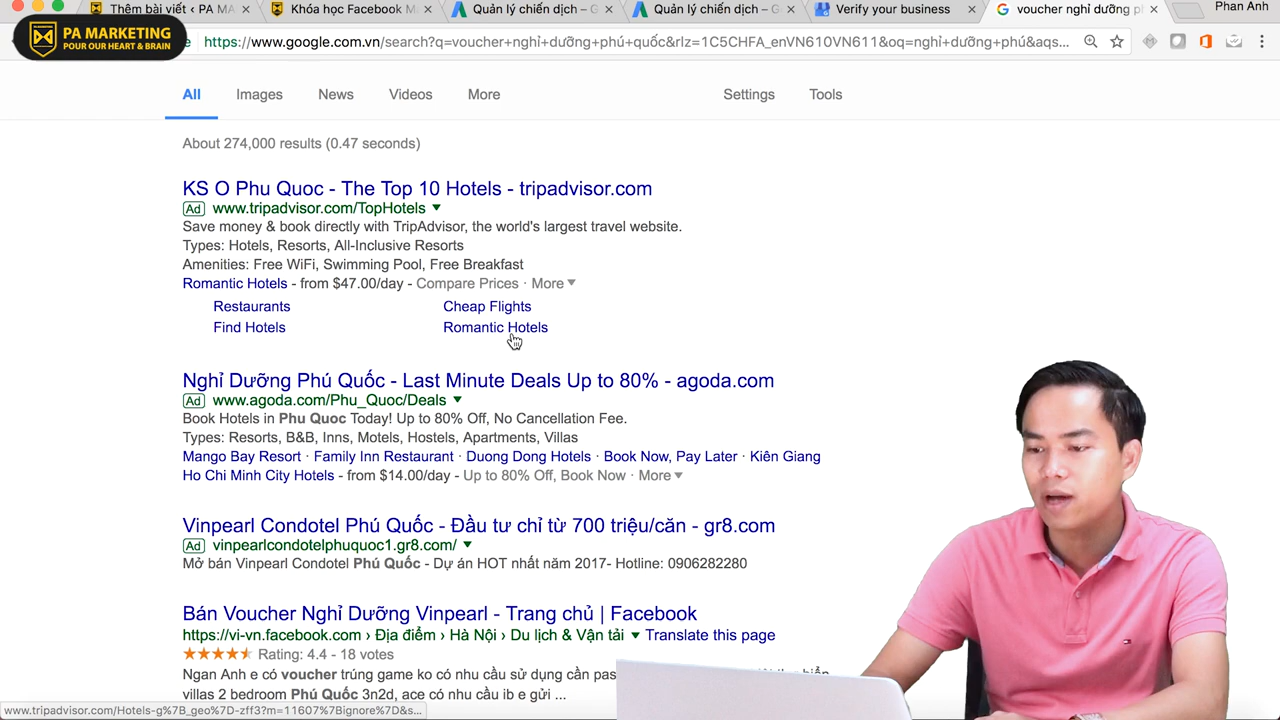 Thêm bài viết ‹ PA M
Khóa học Facebook M
Quản lý chiến dịch – G
Quản lý chiến dịch – G
Verify your business
voucher nghỉ dưỡng p
Phan Anh
PA MARKETING
POUR OUR HEART & BRAIN
https://www.google.com.vn/search?q=voucher+nghỉ+dưỡng+phú+quốc&rlz=1C5CHFA_enVN610VN611&oq=nghỉ+dưỡng+phú&aqs...
All
Images
News
Videos
More
Settings
Tools
About 274,000 results (0.47 seconds)
KS O Phu Quoc - The Top 10 Hotels - tripadvisor.com
Ad www.tripadvisor.com/TopHotels
Save money & book directly with TripAdvisor, the world's largest travel website.
Types: Hotels, Resorts, All-Inclusive Resorts
Amenities: Free WiFi, Swimming Pool, Free Breakfast
Romantic Hotels - from $47.00/day - Compare Prices · More
Restaurants
Cheap Flights
Find Hotels
Romantic Hotels
Nghỉ Dưỡng Phú Quốc - Last Minute Deals Up to 80% - agoda.com
Ad www.agoda.com/Phu_Quoc/Deals
Book Hotels in Phu Quoc Today! Up to 80% Off, No Cancellation Fee.
Types: Resorts, B&B, Inns, Motels, Hostels, Apartments, Villas
Mango Bay Resort · Family Inn Restaurant · Duong Dong Hotels · Book Now, Pay Later · Kiên Giang
Ho Chi Minh City Hotels - from $14.00/day - Up to 80% Off, Book Now · More
Vinpearl Condotel Phú Quốc - Đầu tư chỉ từ 700 triệu/căn - gr8.com
Ad vinpearlcondotelphuquoc1.gr8.com/
Mở bán Vinpearl Condotel Phú Quốc - Dự án HOT nhất năm 2017- Hotline: 0906282280
Bán Voucher Nghỉ Dưỡng Vinpearl - Trang chủ | Facebook
https://vi-vn.facebook.com › Địa điểm › Hà Nội › Du lịch & Vận tải Translate this page
Rating: 4.4 - 18 votes
Ngan Anh e có voucher trúng game ko có nhu cầu sử dụng cần pas
villas 2 bedroom Phú Quốc 3n2d, ace có nhu cầu ib e gửi ...
www.tripadvisor.com/Hotels-g%7B_geo%7D-zff3?m=11607%7Bignore%7D&s...